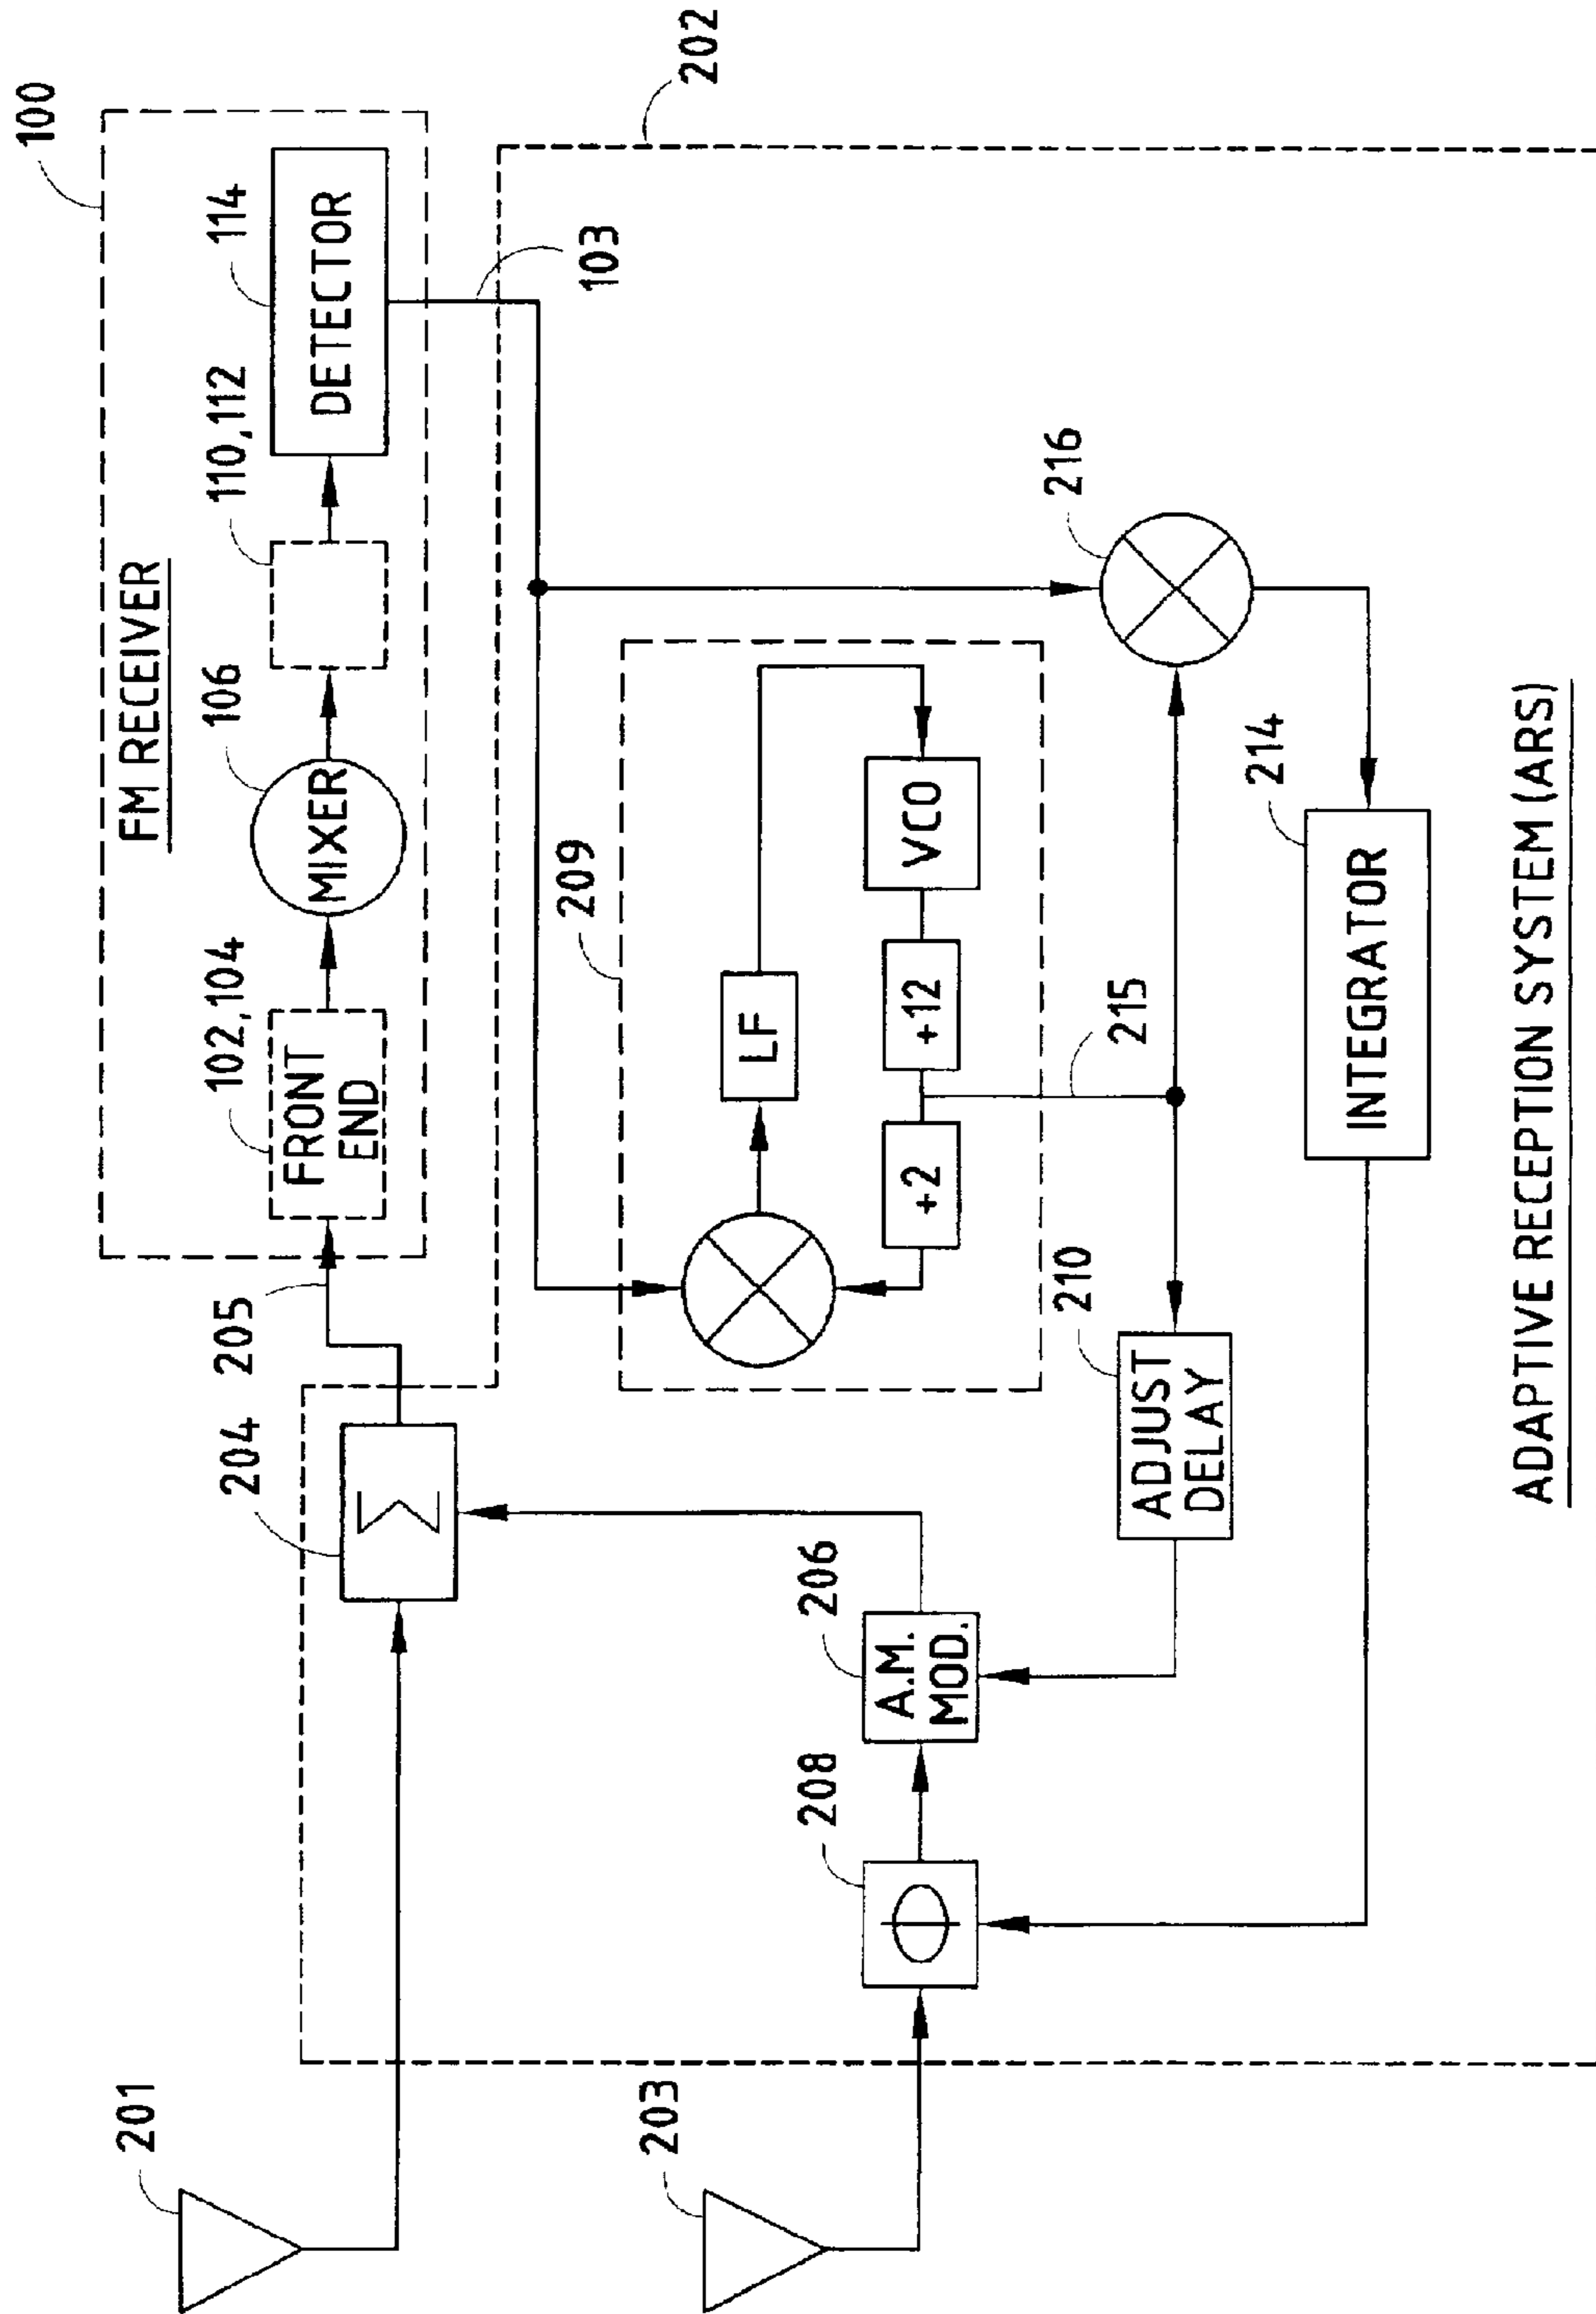 100
FM RECEIVER
102,104
106
110,112
114
FRONT
END
MIXER
DETECTOR
201
204
205
Σ
103
202
209
LF
VCO
+2
+12
203
208
206
A.M.
MOD.
210
ADJUST
DELAY
215
216
214
INTEGRATOR
ADAPTIVE RECEPTION SYSTEM (ARS)